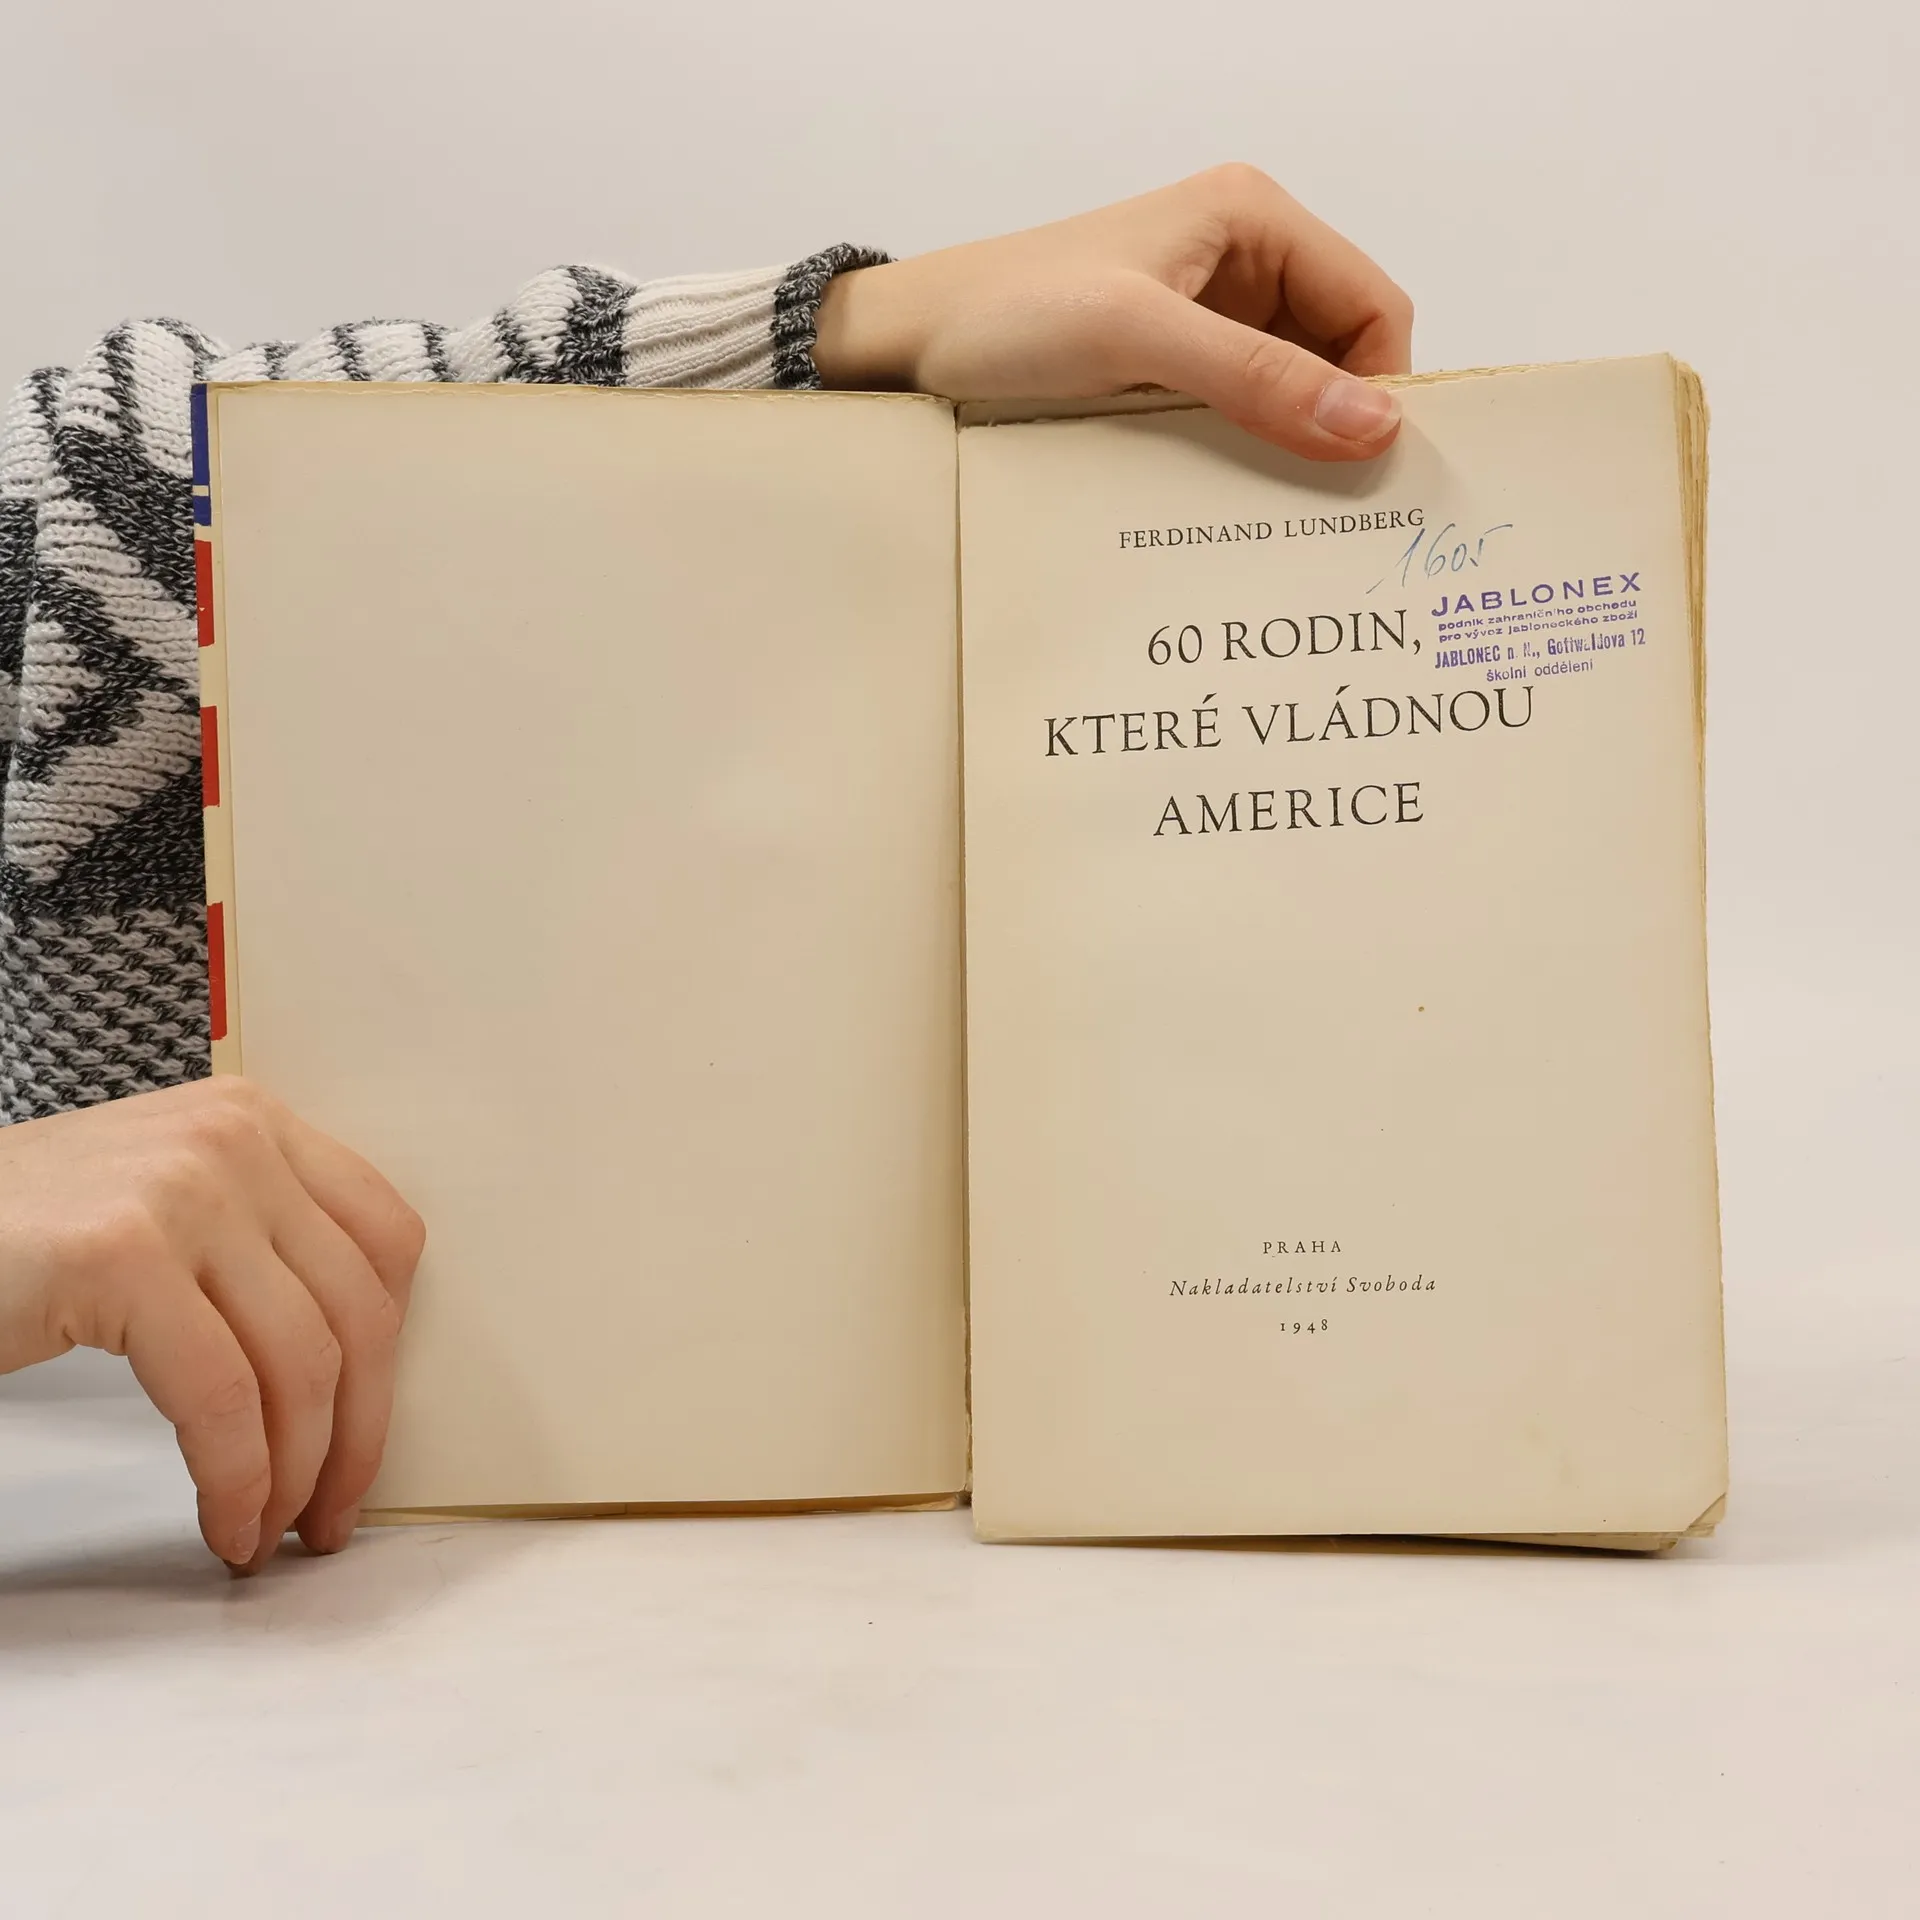 FERDINAND LUNDBERG
1605
JABLONEX
podnik zahraničního obchodu
pro vývoz jabloneckého zboží
JABLONEC n. N., Gottwaldova 12
školní oddělení
60 RODIN,
KTERÉ VLÁDNOU
AMERICE
PRAHA
Nakladatelství Svoboda
1948